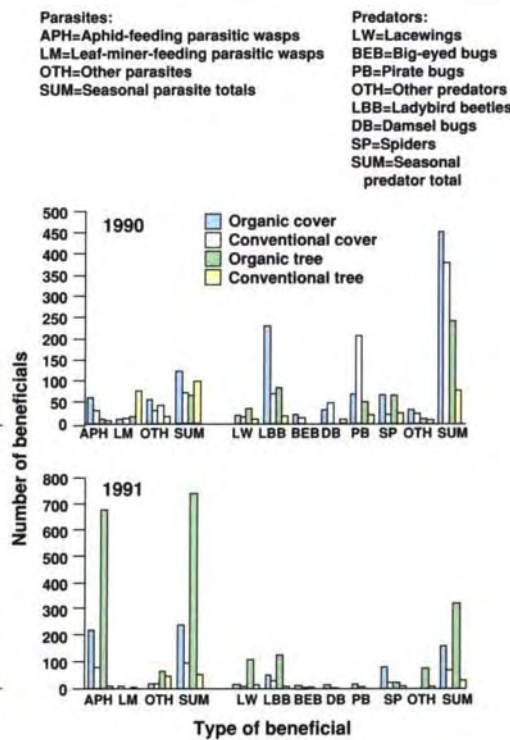 Parasites:
APH=Aphid-feeding parasitic wasps
LM=Leaf-miner-feeding parasitic wasps
OTH=Other parasites
SUM=Seasonal parasite totals
Predators:
LW=Lacewings
BEB=Big-eyed bugs
PB=Pirate bugs
OTH=Other predators
LBB=Ladybird beetles
DB=Damsel bugs
SP=Spiders
SUM=Seasonal
predator total
Number of beneficials
500
450
400
350
300
250
200
150
100
50
0
1990
Organic cover
Conventional cover
Organic tree
Conventional tree
APH LM OTH SUM LW LBB BEB DB PB SP OTH SUM
800
700
600
500
400
300
200
100
0
1991
APH LM OTH SUM LW LBB BEB DB PB SP OTH SUM
Type of beneficial